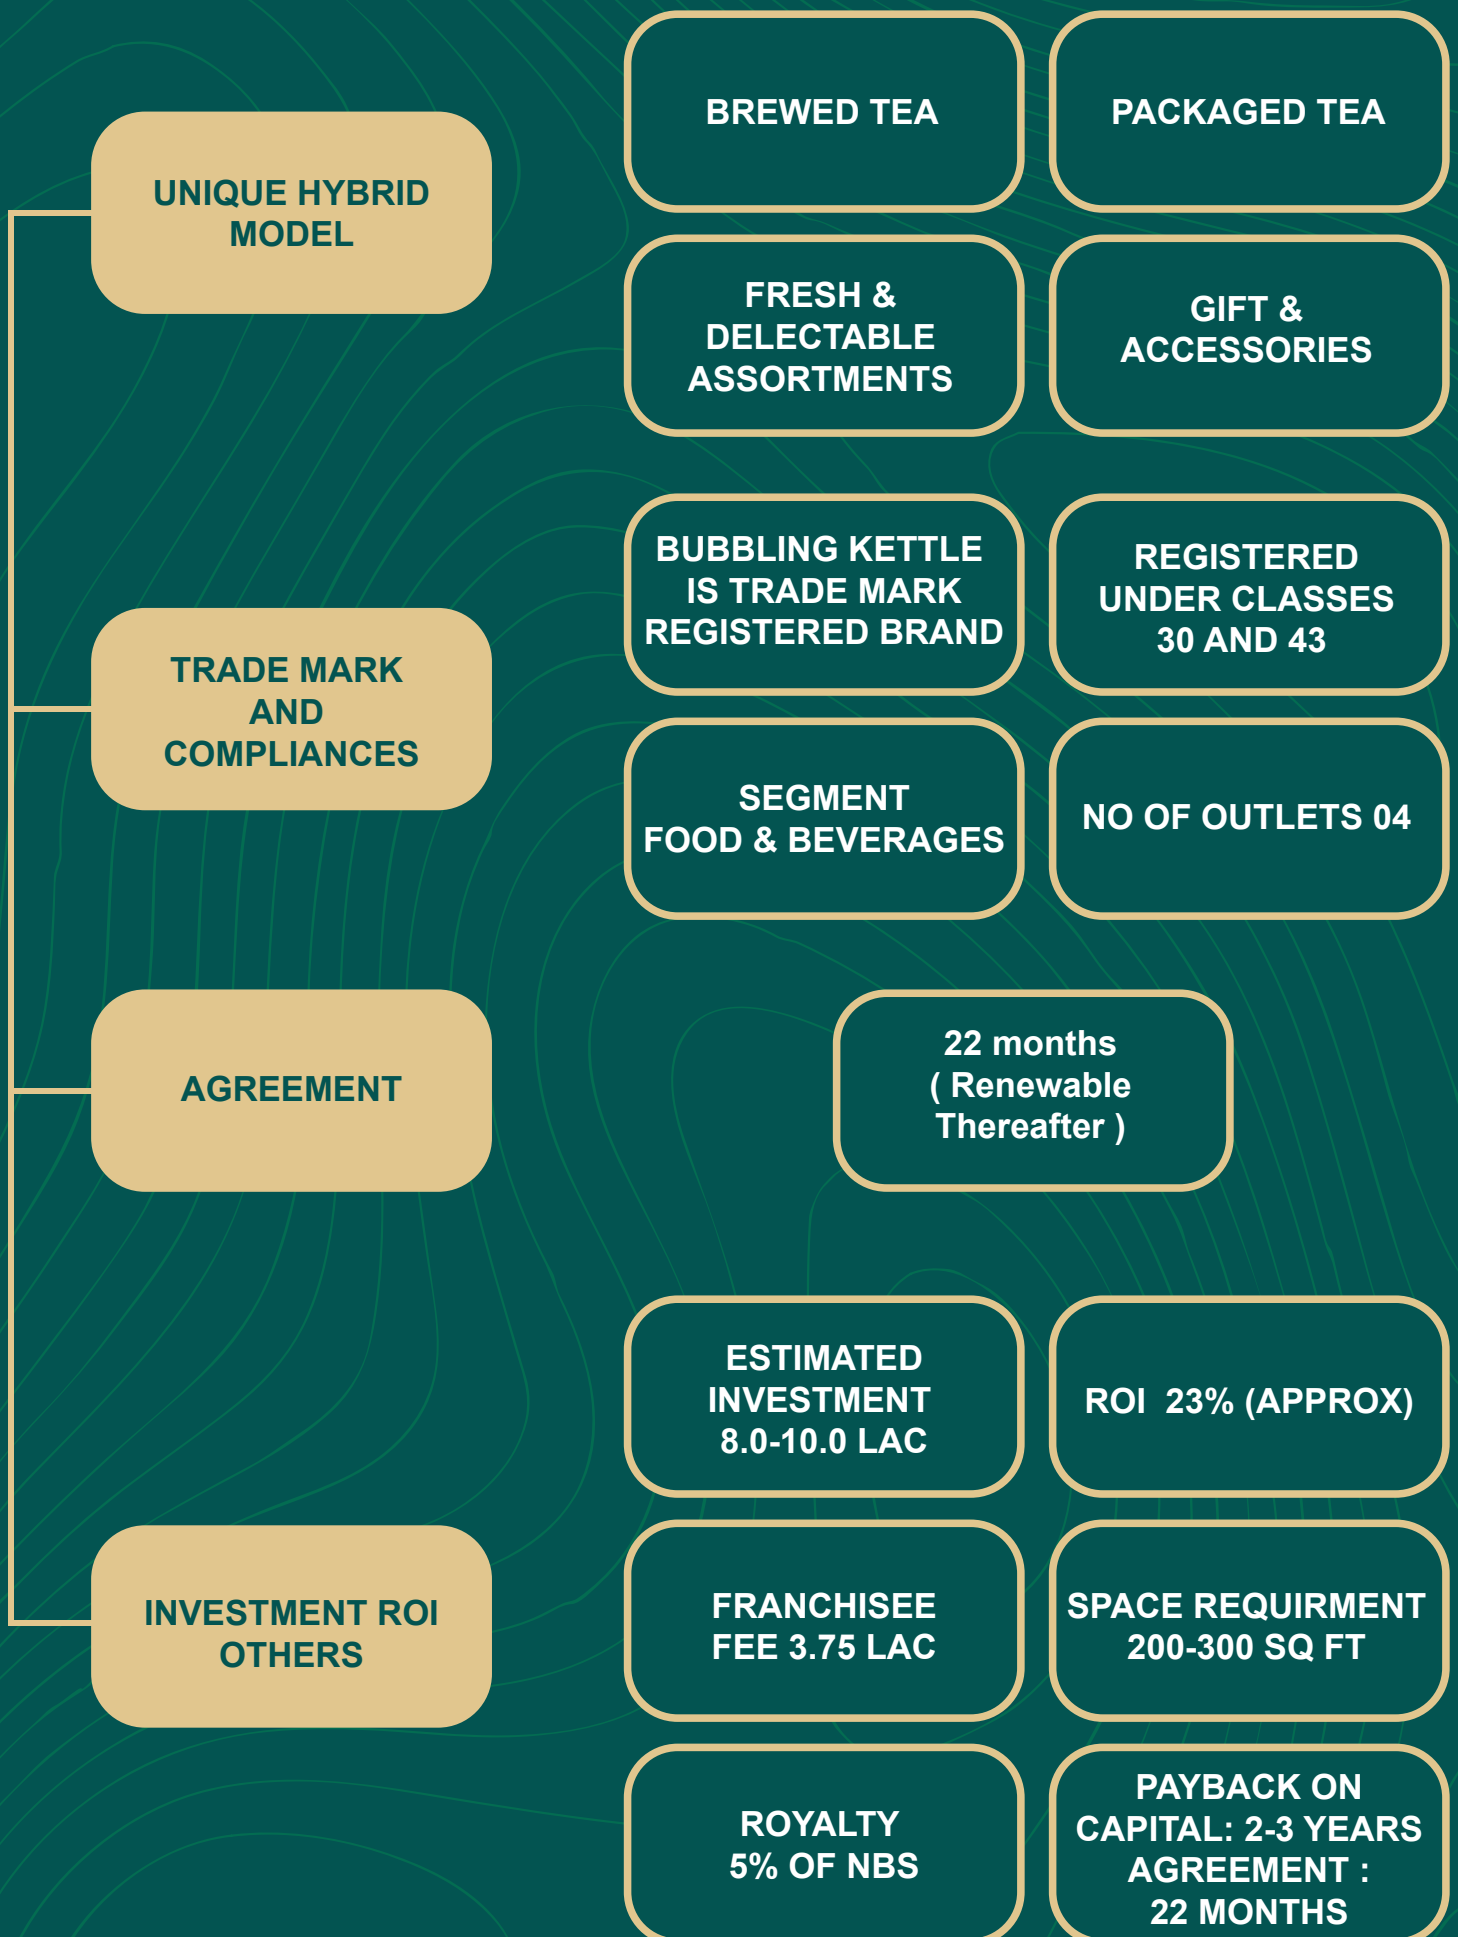 UNIQUE HYBRID
MODEL
BREWED TEA
PACKAGED TEA
FRESH &
DELECTABLE
ASSORTMENTS
GIFT &
ACCESSORIES
TRADE MARK
AND
COMPLIANCES
BUBBLING KETTLE
IS TRADE MARK
REGISTERED BRAND
REGISTERED
UNDER CLASSES
30 AND 43
SEGMENT
FOOD & BEVERAGES
NO OF OUTLETS 04
AGREEMENT
22 months
( Renewable
Thereafter )
INVESTMENT ROI
OTHERS
ESTIMATED
INVESTMENT
8.0-10.0 LAC
ROI 23% (APPROX)
FRANCHISEE
FEE 3.75 LAC
SPACE REQUIRMENT
200-300 SQ FT
ROYALTY
5% OF NBS
PAYBACK ON
CAPITAL: 2-3 YEARS
AGREEMENT :
22 MONTHS